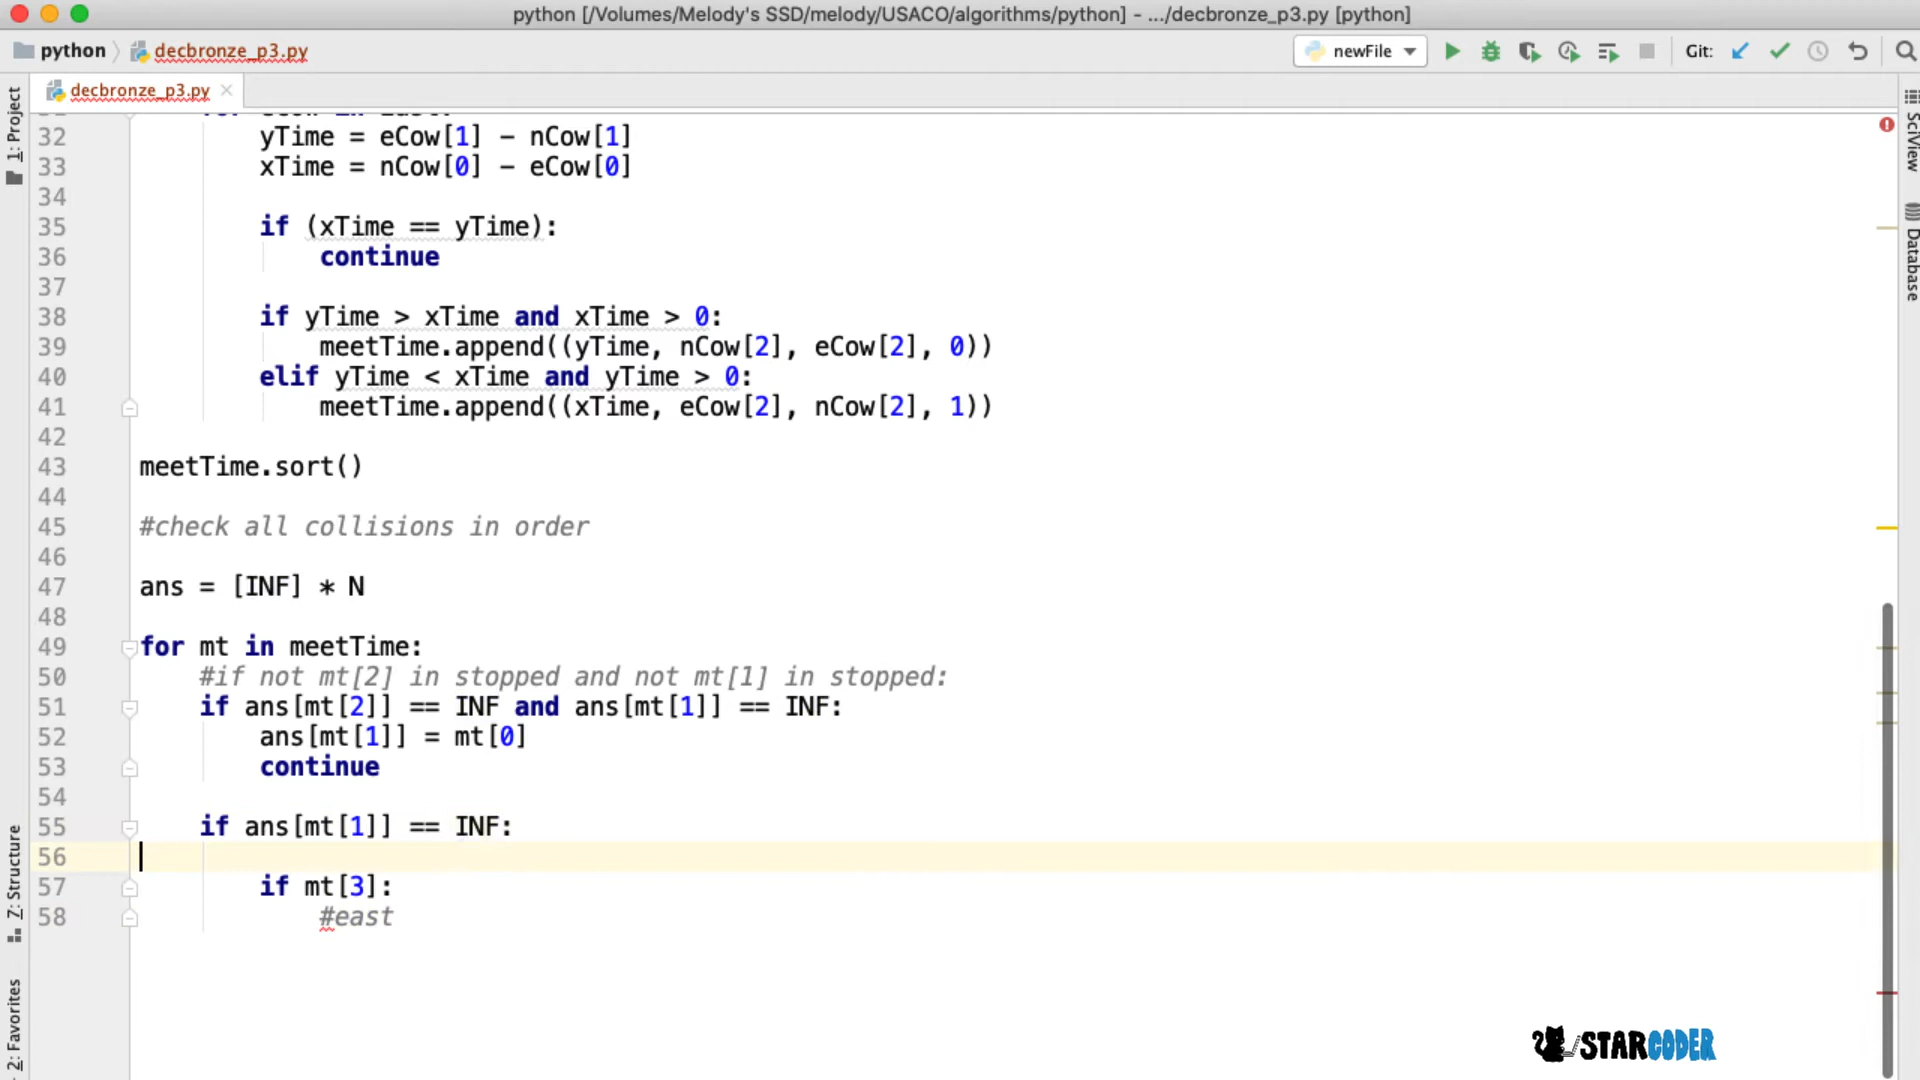 python [/Volumes/Melody's SSD/melody/USACO/algorithms/python] - .../decbronze_p3.py [python]
python decbronze_p3.py newFile Git:
decbronze_p3.py
1: Project
SciView
Database
Z: Structure
2: Favorites
32 yTime = eCow[1] - nCow[1]
33 xTime = nCow[0] - eCow[0]
34
35 if (xTime == yTime):
36 continue
37
38 if yTime > xTime and xTime > 0:
39 meetTime.append((yTime, nCow[2], eCow[2], 0))
40 elif yTime < xTime and yTime > 0:
41 meetTime.append((xTime, eCow[2], nCow[2], 1))
42
43 meetTime.sort()
44
45 #check all collisions in order
46
47 ans = [INF] * N
48
49 for mt in meetTime:
50 #if not mt[2] in stopped and not mt[1] in stopped:
51 if ans[mt[2]] == INF and ans[mt[1]] == INF:
52 ans[mt[1]] = mt[0]
53 continue
54
55 if ans[mt[1]] == INF:
56
57 if mt[3]:
58 #east
STARCODER